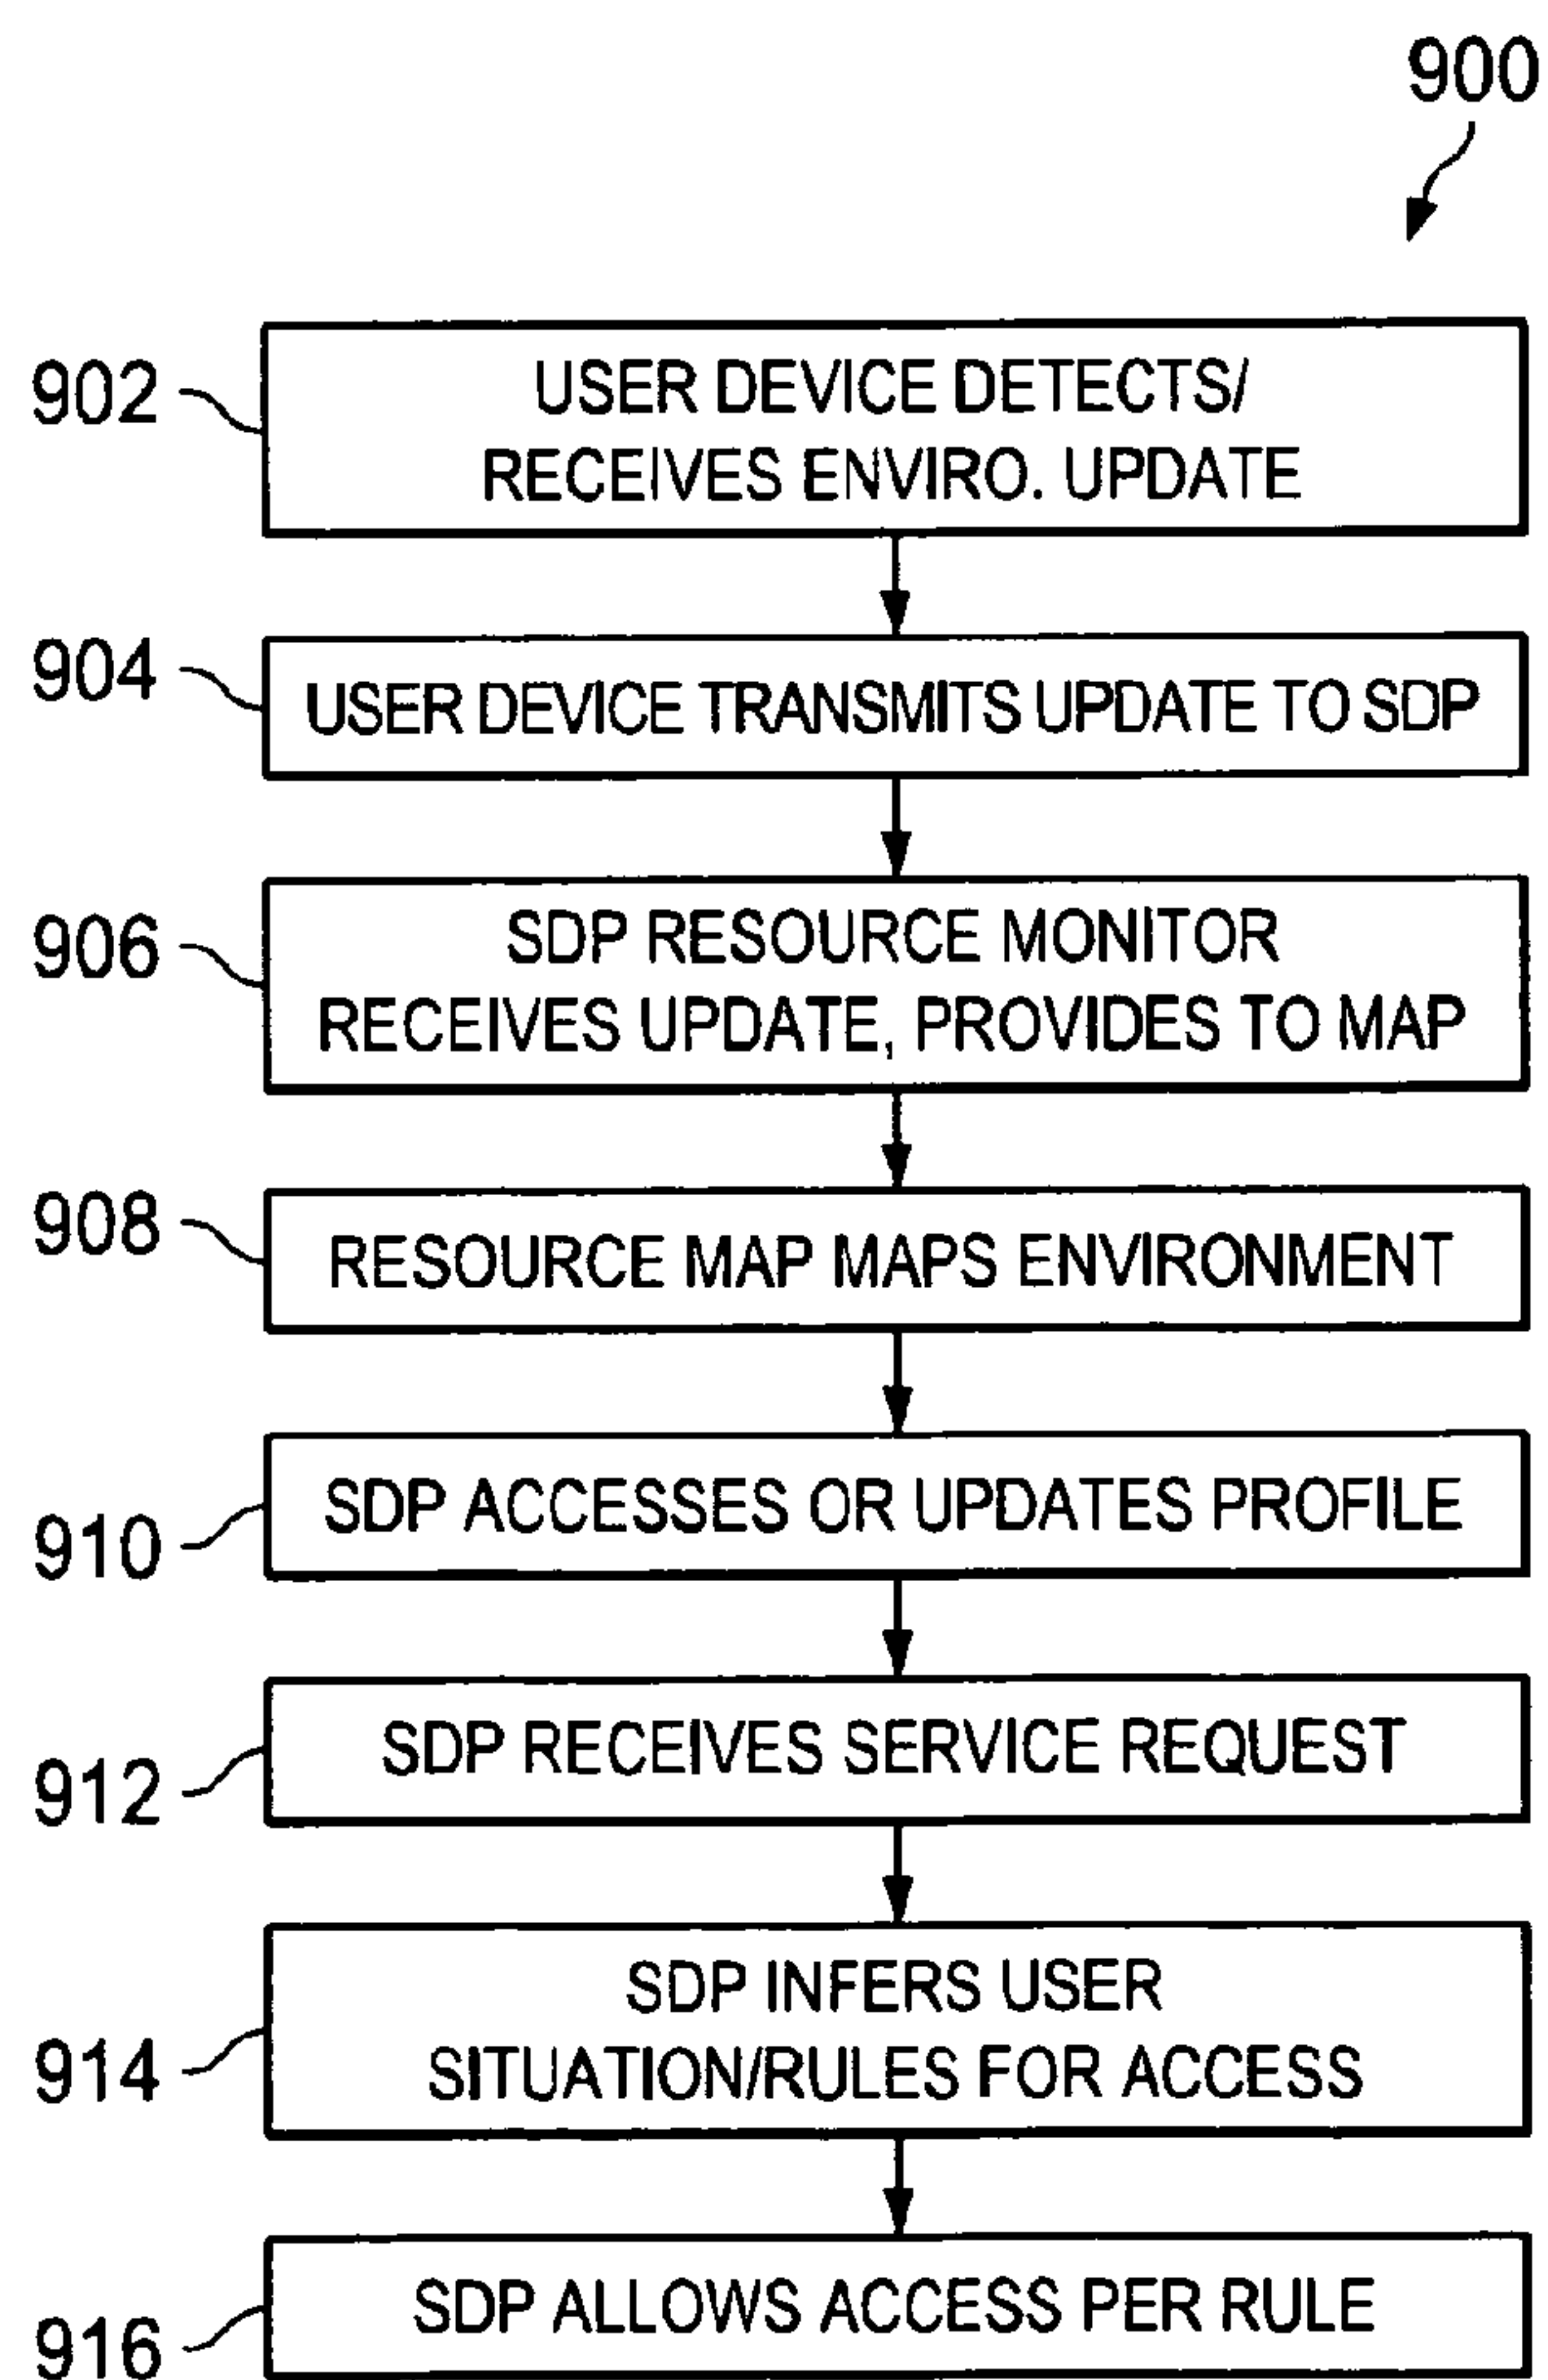 900
902
USER DEVICE DETECTS/
RECEIVES ENVIRO. UPDATE
904
USER DEVICE TRANSMITS UPDATE TO SDP
906
SDP RESOURCE MONITOR
RECEIVES UPDATE, PROVIDES TO MAP
908
RESOURCE MAP MAPS ENVIRONMENT
910
SDP ACCESSES OR UPDATES PROFILE
912
SDP RECEIVES SERVICE REQUEST
914
SDP INFERS USER
SITUATION/RULES FOR ACCESS
916
SDP ALLOWS ACCESS PER RULE